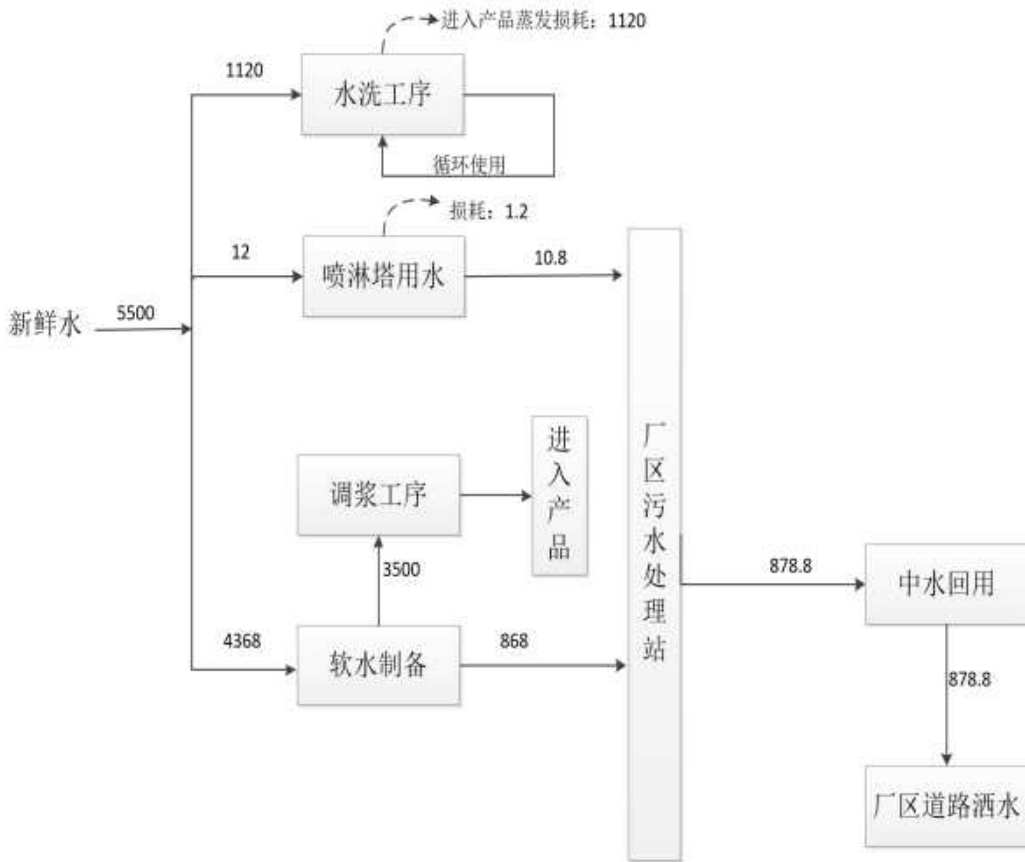 进入产品蒸发损耗：1120
1120
水洗工序
循环使用
损耗：1.2
12
喷淋塔用水
10.8
新鲜水
5500
厂区污水处理站
进入产品
调浆工序
3500
878.8
中水回用
4368
软水制备
868
878.8
厂区道路洒水